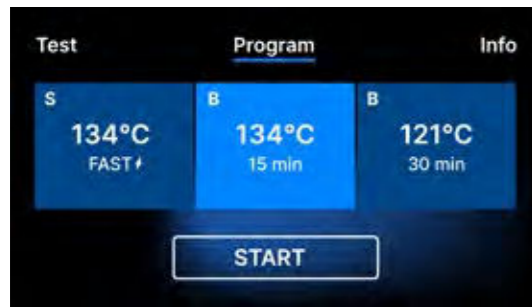 Test Program Info
S B B
134°C 134°C 121°C
FAST 15 min 30 min
START